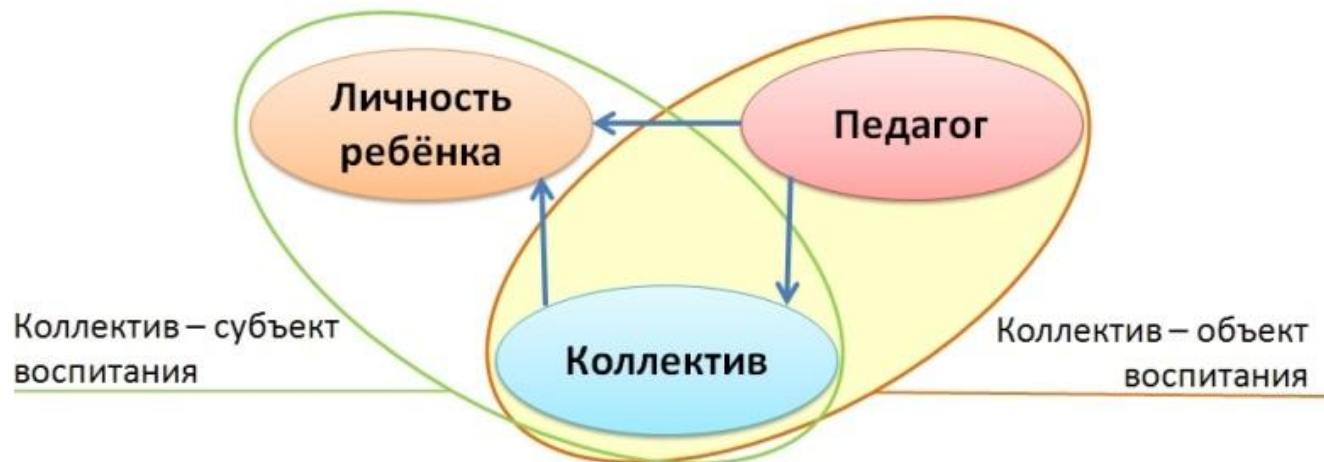 Личность
ребёнка
Педагог
Коллектив – субъект
воспитания
Коллектив
Коллектив – объект
воспитания